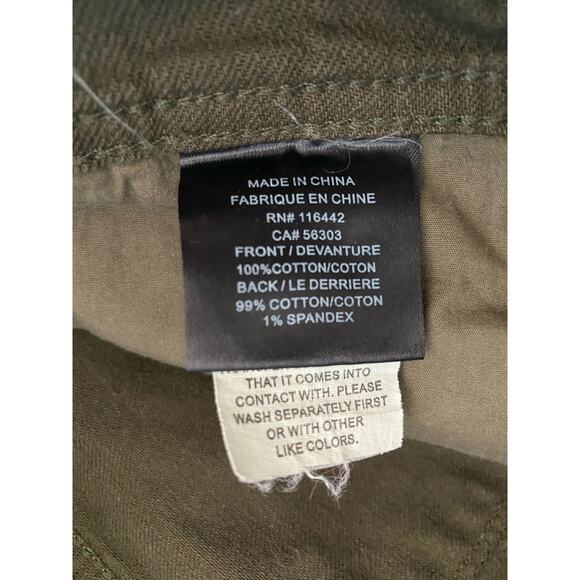 MADE IN CHINA
FABRIQUE EN CHINE
RN# 116442
CA# 56303
FRONT / DEVANTURE
100%COTTON/COTON
BACK / LE DERRIERE
99% COTTON/COTON
1% SPANDEX
THAT IT COMES INTO
CONTACT WITH. PLEASE
WASH SEPARATELY FIRST
OR WITH OTHER
LIKE COLORS.